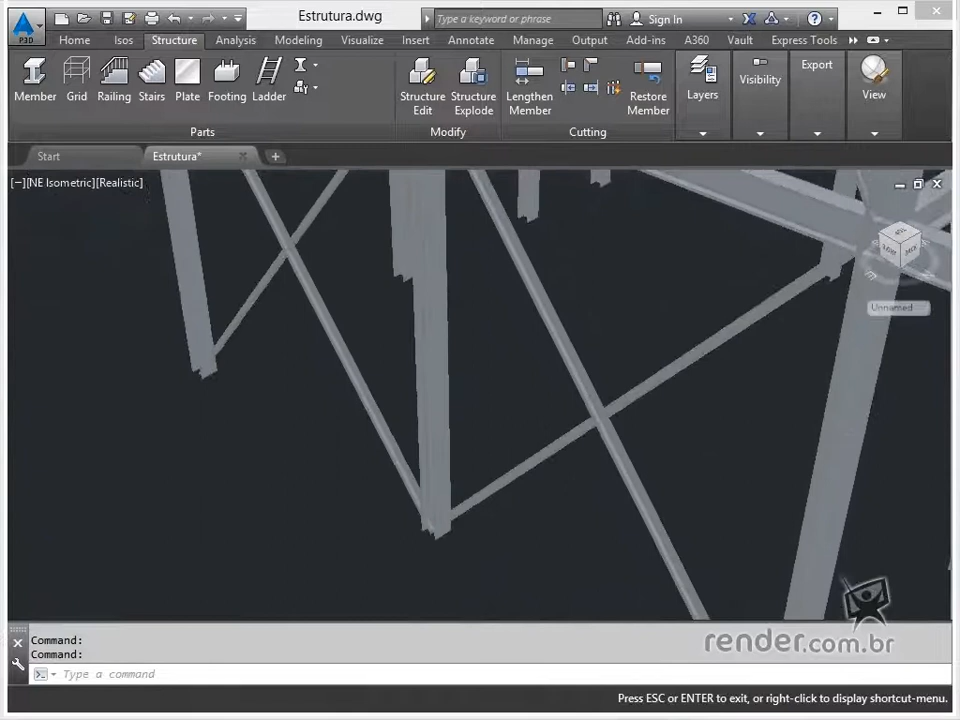 Estrutura.dwg
Type a keyword or phrase
Sign In
P3D
Home Isos Structure Analysis Modeling Visualize Insert Annotate Manage Output Add-ins A360 Vault Express Tools
Member Grid Railing Stairs Plate Footing Ladder
Structure Edit
Structure Explode
Lengthen Member
Restore Member
Layers
Visibility
Export
View
Parts Modify Cutting
Start Estrutura*
[−][NE Isometric][Realistic]
Unnamed
Command:
Command:
Type a command
render.com.br
Press ESC or ENTER to exit, or right-click to display shortcut-menu.